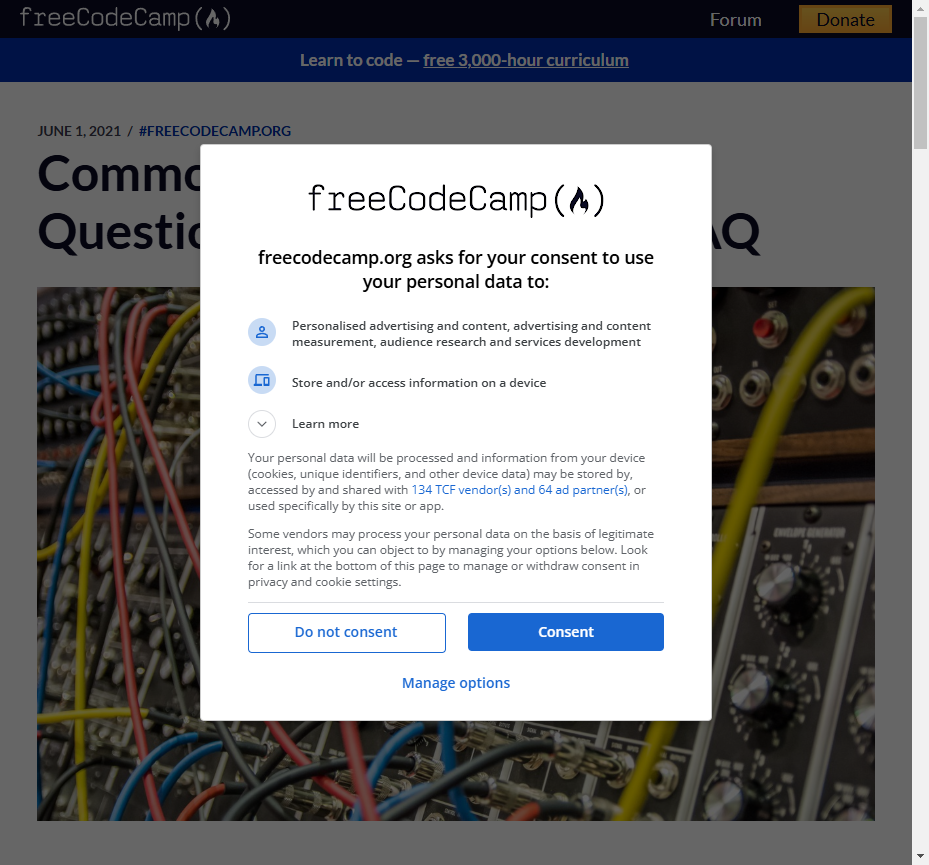 freeCodeCamp
Forum
Donate
Learn to code — free 3,000-hour curriculum
JUNE 1, 2021 / #FREECODECAMP.ORG
freeCodeCamp
freecodecamp.org asks for your consent to use
your personal data to:
Personalised advertising and content, advertising and content
measurement, audience research and services development
Store and/or access information on a device
Learn more
Your personal data will be processed and information from your device
(cookies, unique identifiers, and other device data) may be stored by,
accessed by and shared with 134 TCF vendor(s) and 64 ad partner(s), or
used specifically by this site or app.
Some vendors may process your personal data on the basis of legitimate
interest, which you can object to by managing your options below. Look
for a link at the bottom of this page to manage or withdraw consent in
privacy and cookie settings.
Do not consent
Consent
Manage options
ENVELOPE GENERATOR